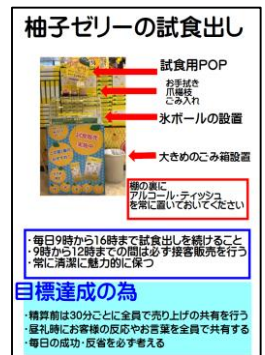 柚子ゼリーの試食出し
試食用POP
お手拭き
爪楊枝
ごみ入れ
氷ボールの設置
大きめのごみ箱設置
棚の裏に
アルコール・ティッシュ
を常に置いておいてください
・毎日9時から16時まで試食出しを続けること
・9時から12時までの間は必ず接客販売を行う
・常に清潔に魅力的に保つ
目標達成の為
・精算前は30分ごとに全員で売り上げの共有を行う
・昼礼時にお客様の反応やお言葉を全員で共有する
・毎日の成功・反省を必ず考える